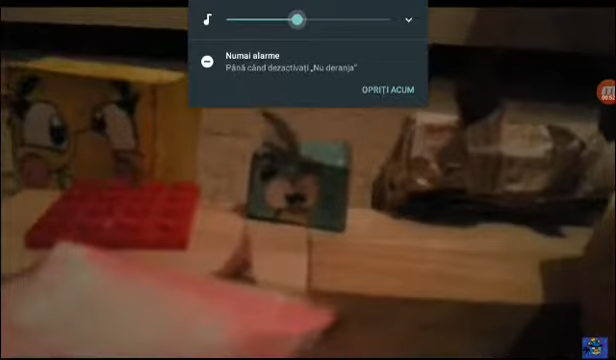 Numai alarme
Până când dezactivați „Nu deranja”
OPRIȚI ACUM